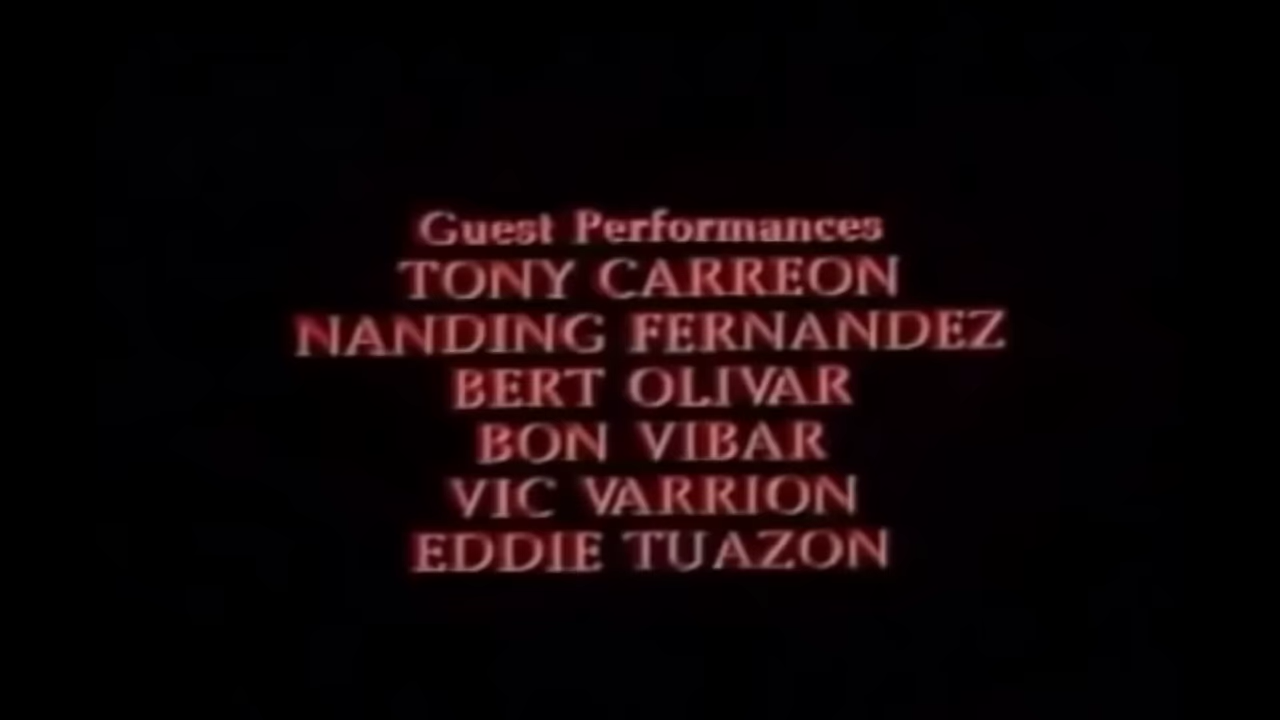 Guest Performances
TONY CARREON
NANDING FERNANDEZ
BERT OLIVAR
BON VIBAR
VIC VARRION
EDDIE TUAZON